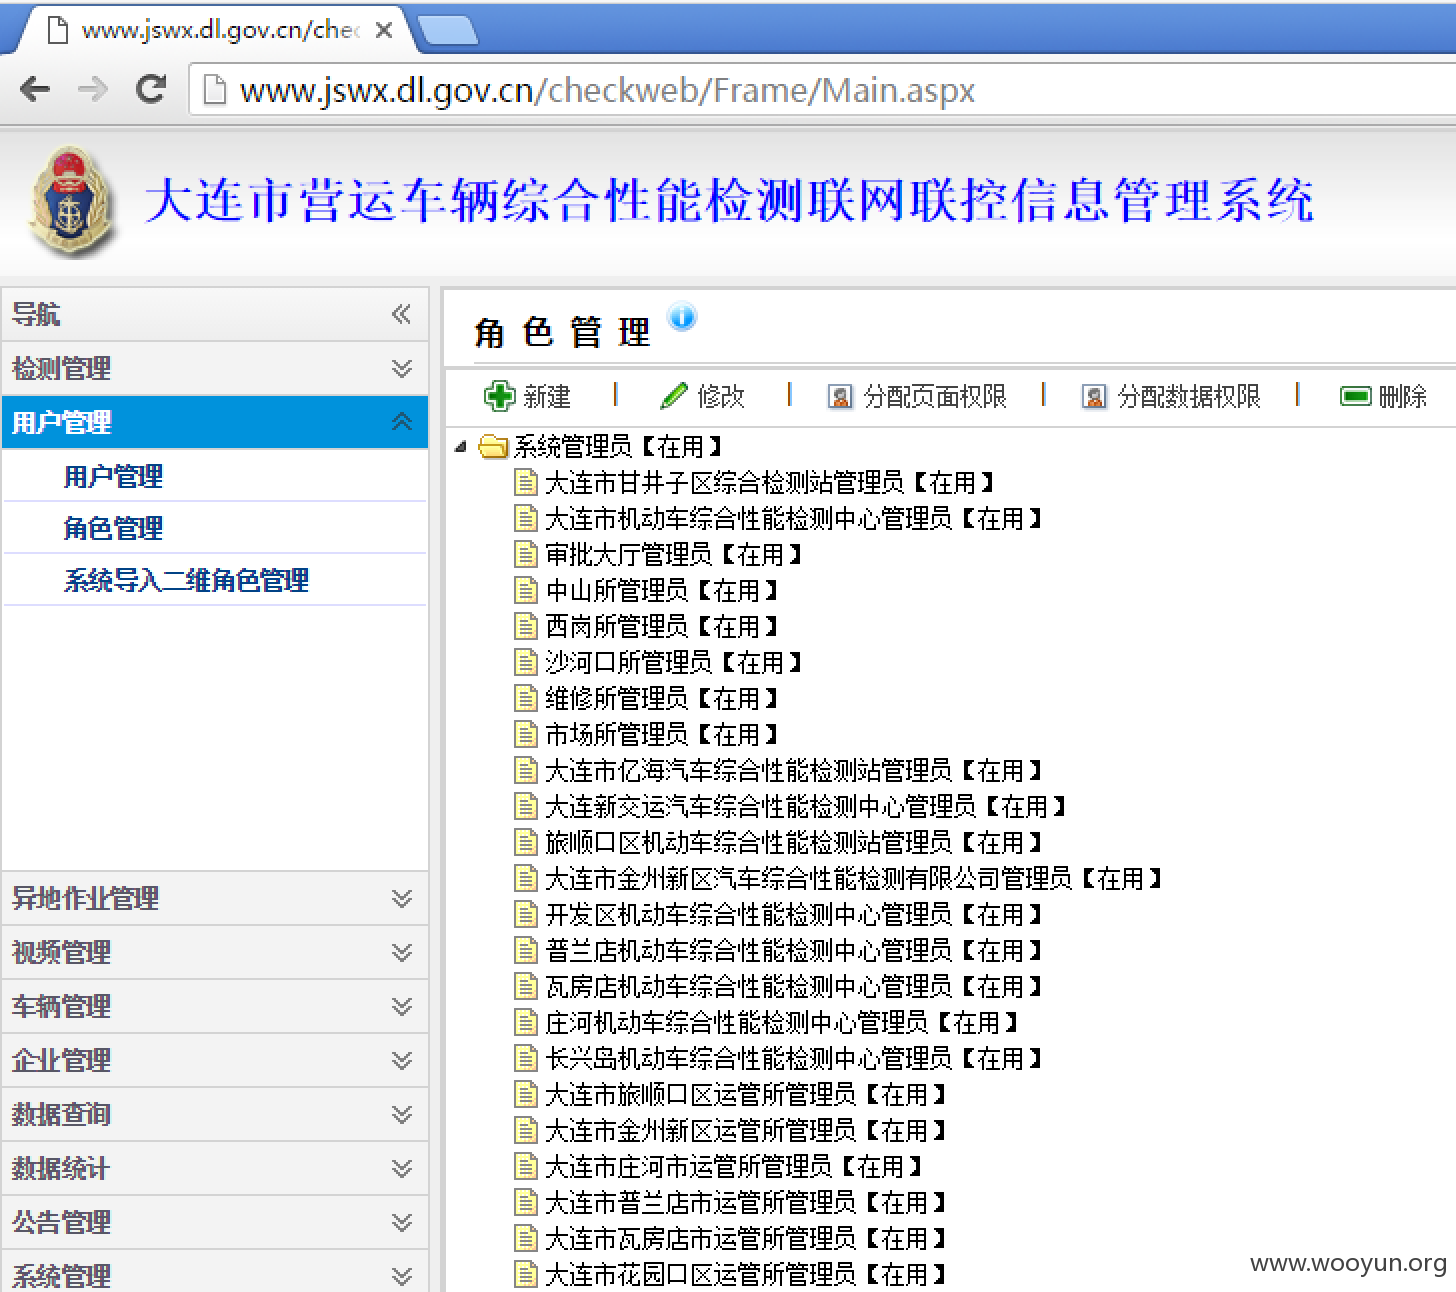 www.jswx.dl.gov.cn/chec
www.jswx.dl.gov.cn/checkweb/Frame/Main.aspx
大连市营运车辆综合性能检测联网联控信息管理系统
导航
检测管理
用户管理
用户管理
角色管理
系统导入二维角色管理
异地作业管理
视频管理
车辆管理
企业管理
数据查询
数据统计
公告管理
系统管理
角色管理
新建 | 修改 | 分配页面权限 | 分配数据权限 | 删除
系统管理员【在用】
大连市甘井子区综合检测站管理员【在用】
大连市机动车综合性能检测中心管理员【在用】
审批大厅管理员【在用】
中山所管理员【在用】
西岗所管理员【在用】
沙河口所管理员【在用】
维修所管理员【在用】
市场所管理员【在用】
大连市亿海汽车综合性能检测站管理员【在用】
大连新交运汽车综合性能检测中心管理员【在用】
旅顺口区机动车综合性能检测站管理员【在用】
大连市金州新区汽车综合性能检测有限公司管理员【在用】
开发区机动车综合性能检测中心管理员【在用】
普兰店机动车综合性能检测中心管理员【在用】
瓦房店机动车综合性能检测中心管理员【在用】
庄河机动车综合性能检测中心管理员【在用】
长兴岛机动车综合性能检测中心管理员【在用】
大连市旅顺口区运管所管理员【在用】
大连市金州新区运管所管理员【在用】
大连市庄河市运管所管理员【在用】
大连市普兰店市运管所管理员【在用】
大连市瓦房店市运管所管理员【在用】
大连市花园口区运管所管理员【在用】
www.wooyun.org